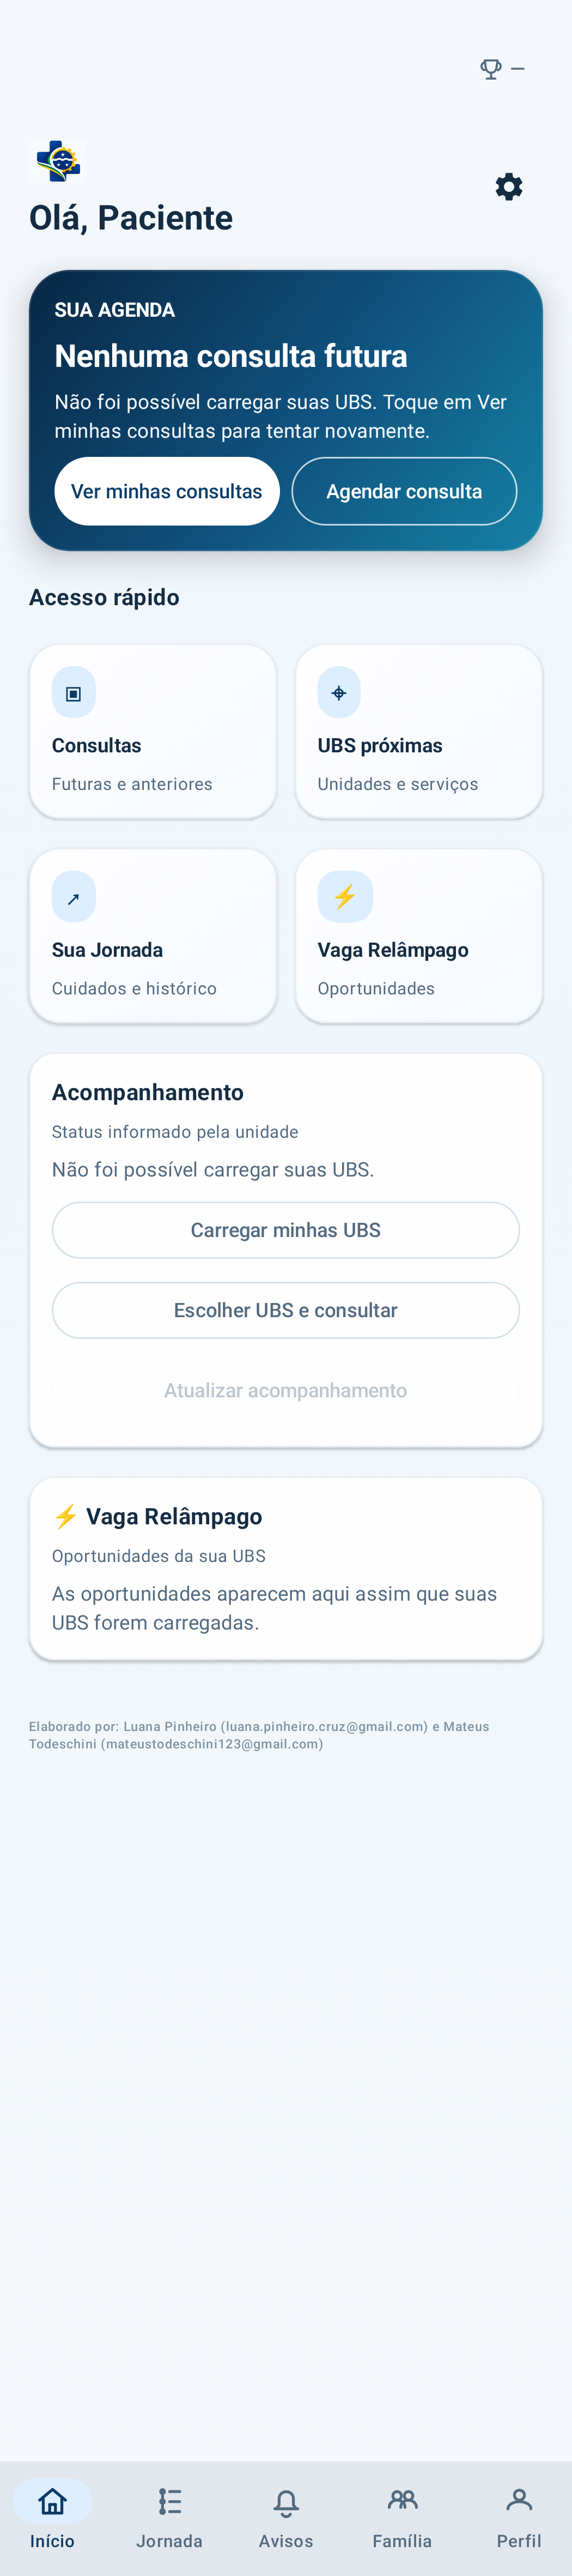 –
Olá, Paciente
SUA AGENDA
Nenhuma consulta futura
Não foi possível carregar suas UBS. Toque em Ver
minhas consultas para tentar novamente.
Ver minhas consultas
Agendar consulta
Acesso rápido
Consultas
Futuras e anteriores
UBS próximas
Unidades e serviços
Sua Jornada
Cuidados e histórico
⚡
Vaga Relâmpago
Oportunidades
Acompanhamento
Status informado pela unidade
Não foi possível carregar suas UBS.
Carregar minhas UBS
Escolher UBS e consultar
Atualizar acompanhamento
⚡ Vaga Relâmpago
Oportunidades da sua UBS
As oportunidades aparecem aqui assim que suas
UBS forem carregadas.
Elaborado por: Luana Pinheiro (luana.pinheiro.cruz@gmail.com) e Mateus
Todeschini (mateustodeschini123@gmail.com)
Início
Jornada
Avisos
Família
Perfil